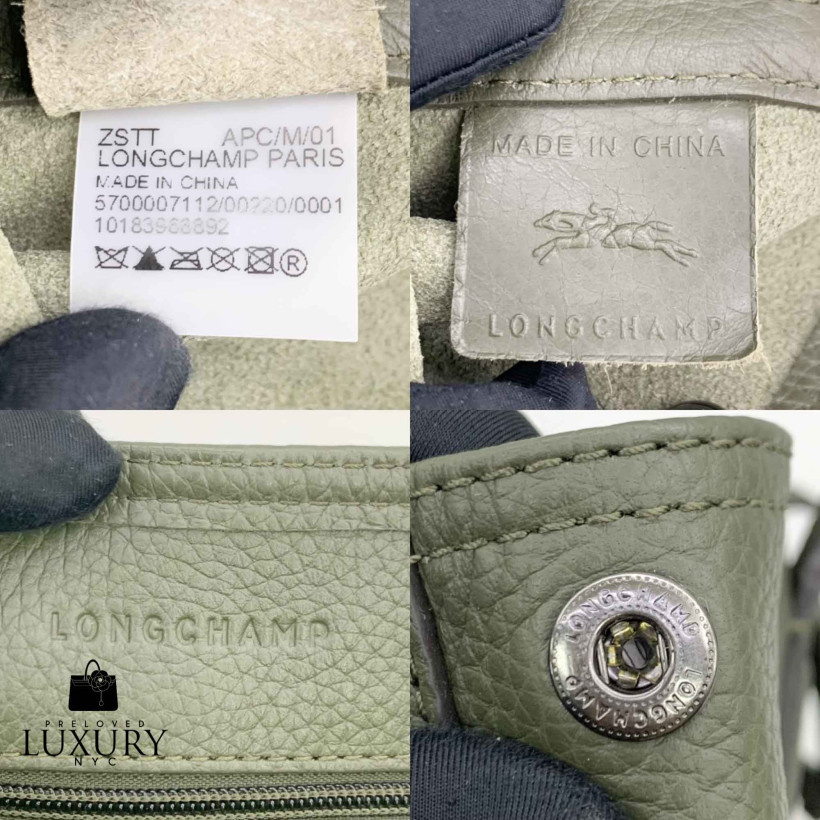 ZSTT APC/M/01
LONGCHAMP PARIS
MADE IN CHINA
5700007112/00220/0001
10183968892
R
MADE IN CHINA
LONGCHAMP
LONGCHAMP
LONGCHAMP
LONGCHAMP
PRELOVED
LUXURY
NYC